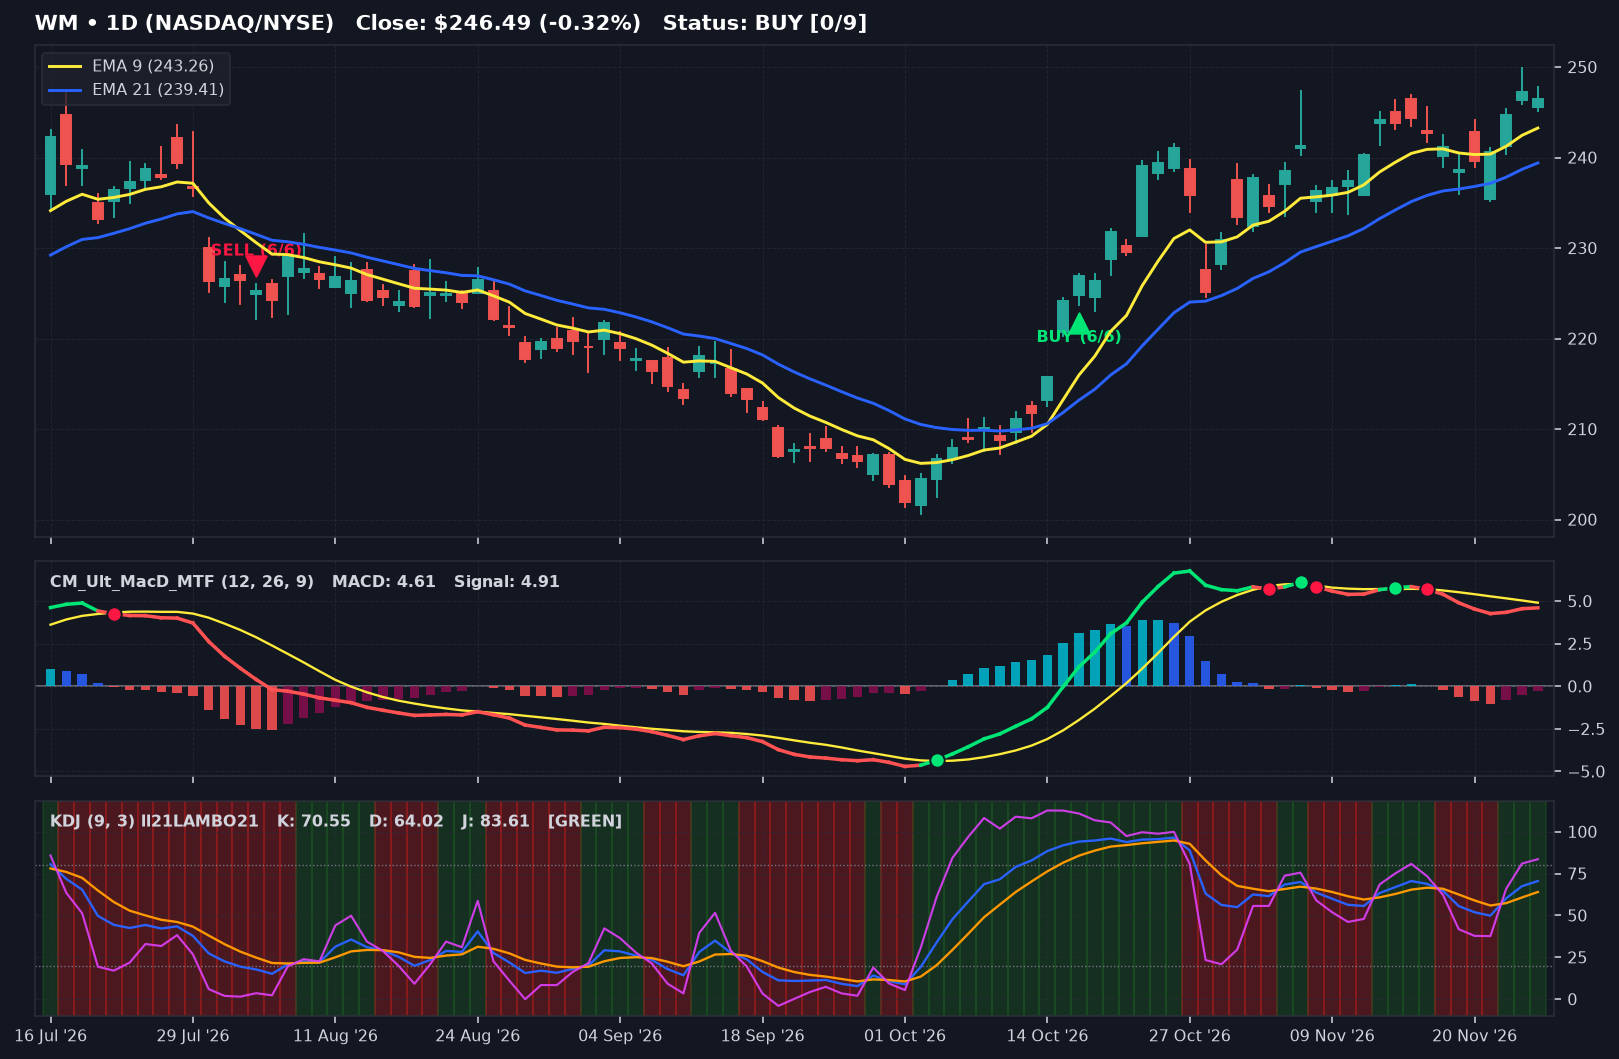 WM • 1D (NASDAQ/NYSE)   Close: $246.49 (-0.32%)   Status: BUY [0/9]
EMA 9 (243.26)
EMA 21 (239.41)
250
240
230
220
210
200
SELL (6/6)
BUY (6/6)
CM_Ult_MacD_MTF (12, 26, 9)   MACD: 4.61   Signal: 4.91
5.0
2.5
0.0
−2.5
−5.0
KDJ (9, 3) II21LAMBO21   K: 70.55   D: 64.02   J: 83.61   [GREEN]
100
75
50
25
0
16 Jul '26   29 Jul '26   11 Aug '26   24 Aug '26   04 Sep '26   18 Sep '26   01 Oct '26   14 Oct '26   27 Oct '26   09 Nov '26   20 Nov '26